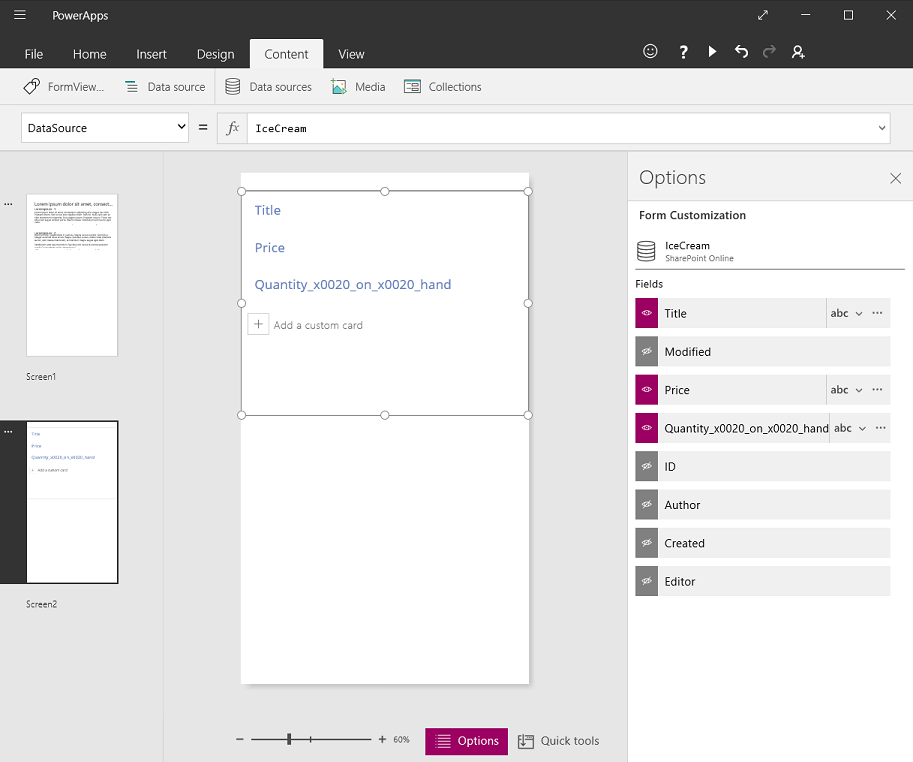 PowerApps
File Home Insert Design Content View
FormView... Data source Data sources Media Collections
DataSource = fx IceCream
Lorem ipsum dolor sit amet, consect...
Screen1
Title
Price
Quantity_x0020_on_x0020_hand
Add a custom card
Screen2
Title
Price
Quantity_x0020_on_x0020_hand
Add a custom card
60%
Options
Quick tools
Options
Form Customization
IceCream
SharePoint Online
Fields
Title abc
Modified
Price abc
Quantity_x0020_on_x0020_hand abc
ID
Author
Created
Editor